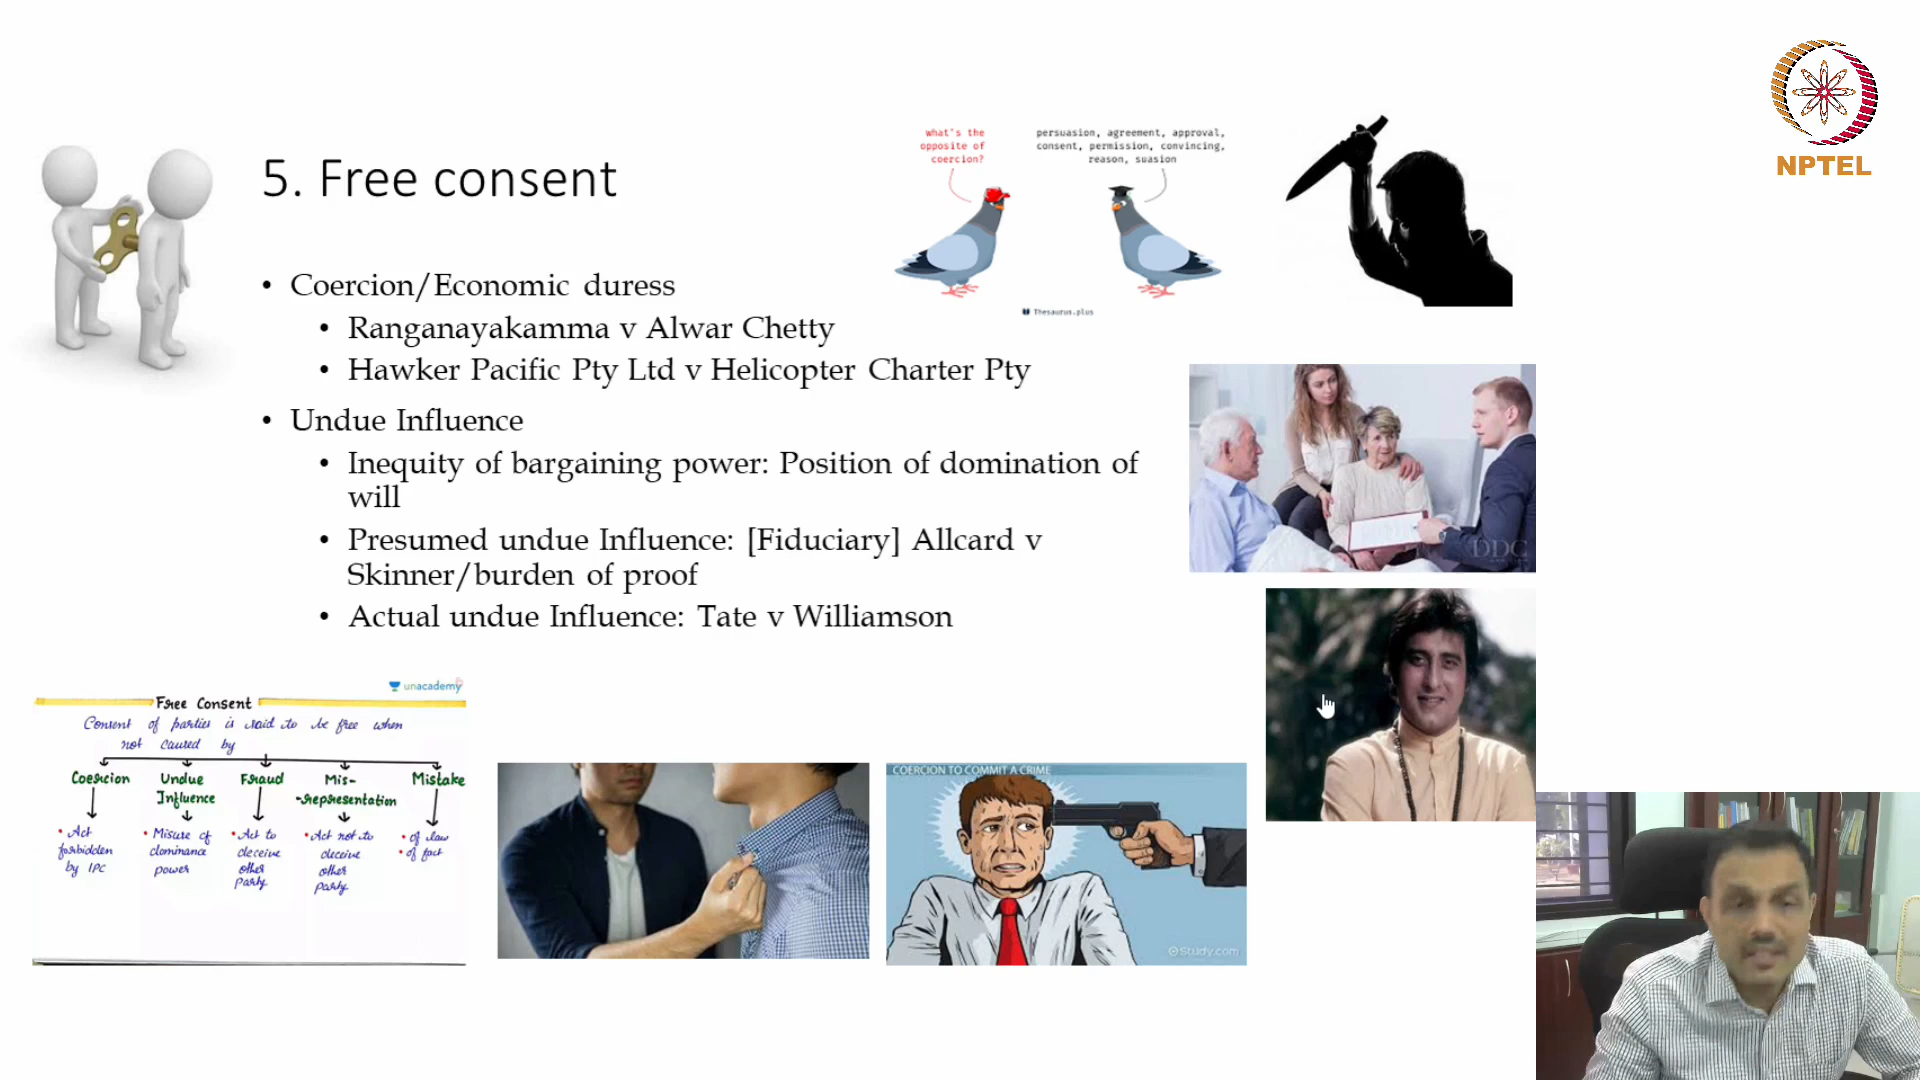 NPTEL
what's the
opposite of
coercion?
persuasion, agreement, approval,
consent, permission, convincing,
reason, suasion
Thesaurus.plus
5. Free consent
• Coercion/Economic duress
• Ranganayakamma v Alwar Chetty
• Hawker Pacific Pty Ltd v Helicopter Charter Pty
• Undue Influence
• Inequity of bargaining power: Position of domination of
will
• Presumed undue Influence: [Fiduciary] Allcard v
Skinner/burden of proof
• Actual undue Influence: Tate v Williamson
DDC
unacademy
Free Consent
Consent of parties is said to be free when
not caused by
Coercion
• Act
forbidden
by IPC
Undue
Influence
• Misuse of
dominance
power
Fraud
• Act to
deceive
other
Party
Mis-
-representation
• Act not to
deceive
other
party
Mistake
• of law
• of fact
COERCION TO COMMIT A CRIME
Study.com